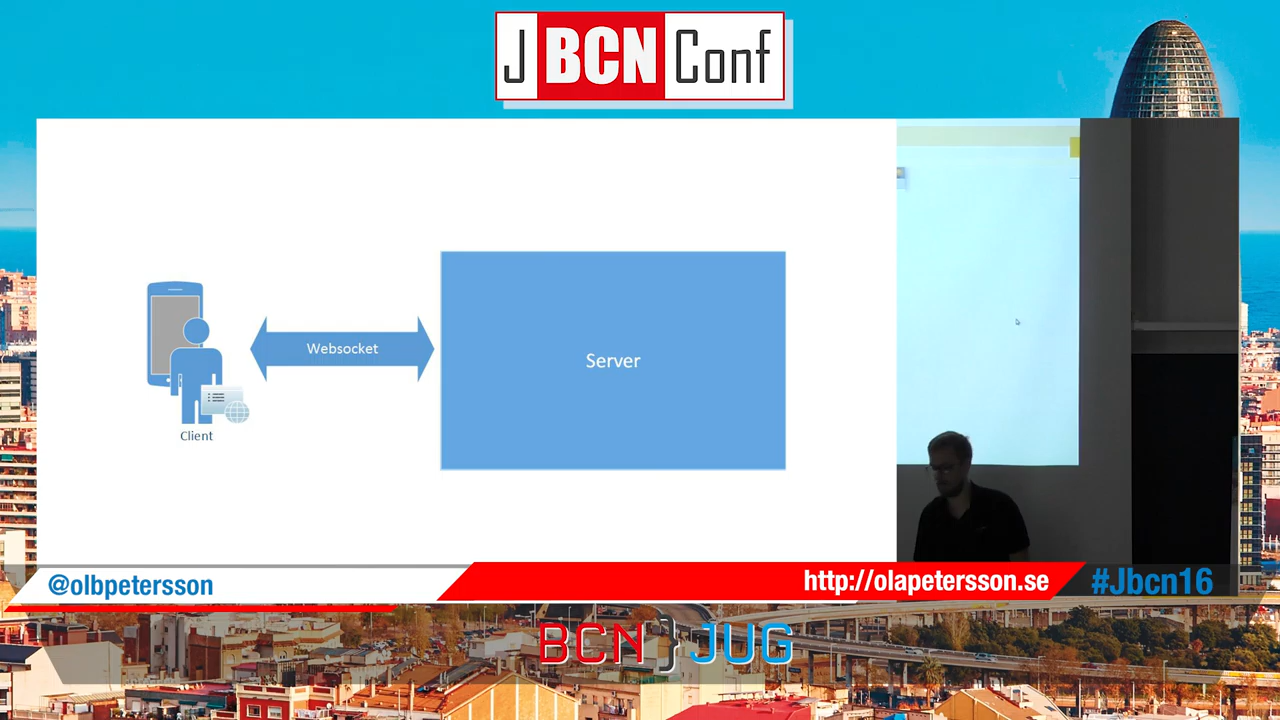 J BCN Conf
Websocket
Server
Client
@olbpetersson
http://olapetersson.se
#Jbcn16
BCN JUG